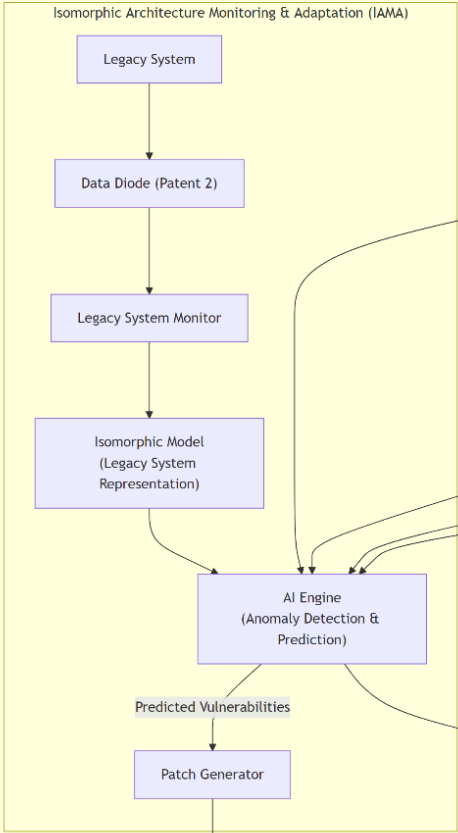 Isomorphic Architecture Monitoring & Adaptation (IAMA)
Legacy System
Data Diode (Patent 2)
Legacy System Monitor
Isomorphic Model
(Legacy System
Representation)
AI Engine
(Anomaly Detection &
Prediction)
Predicted Vulnerabilities
Patch Generator